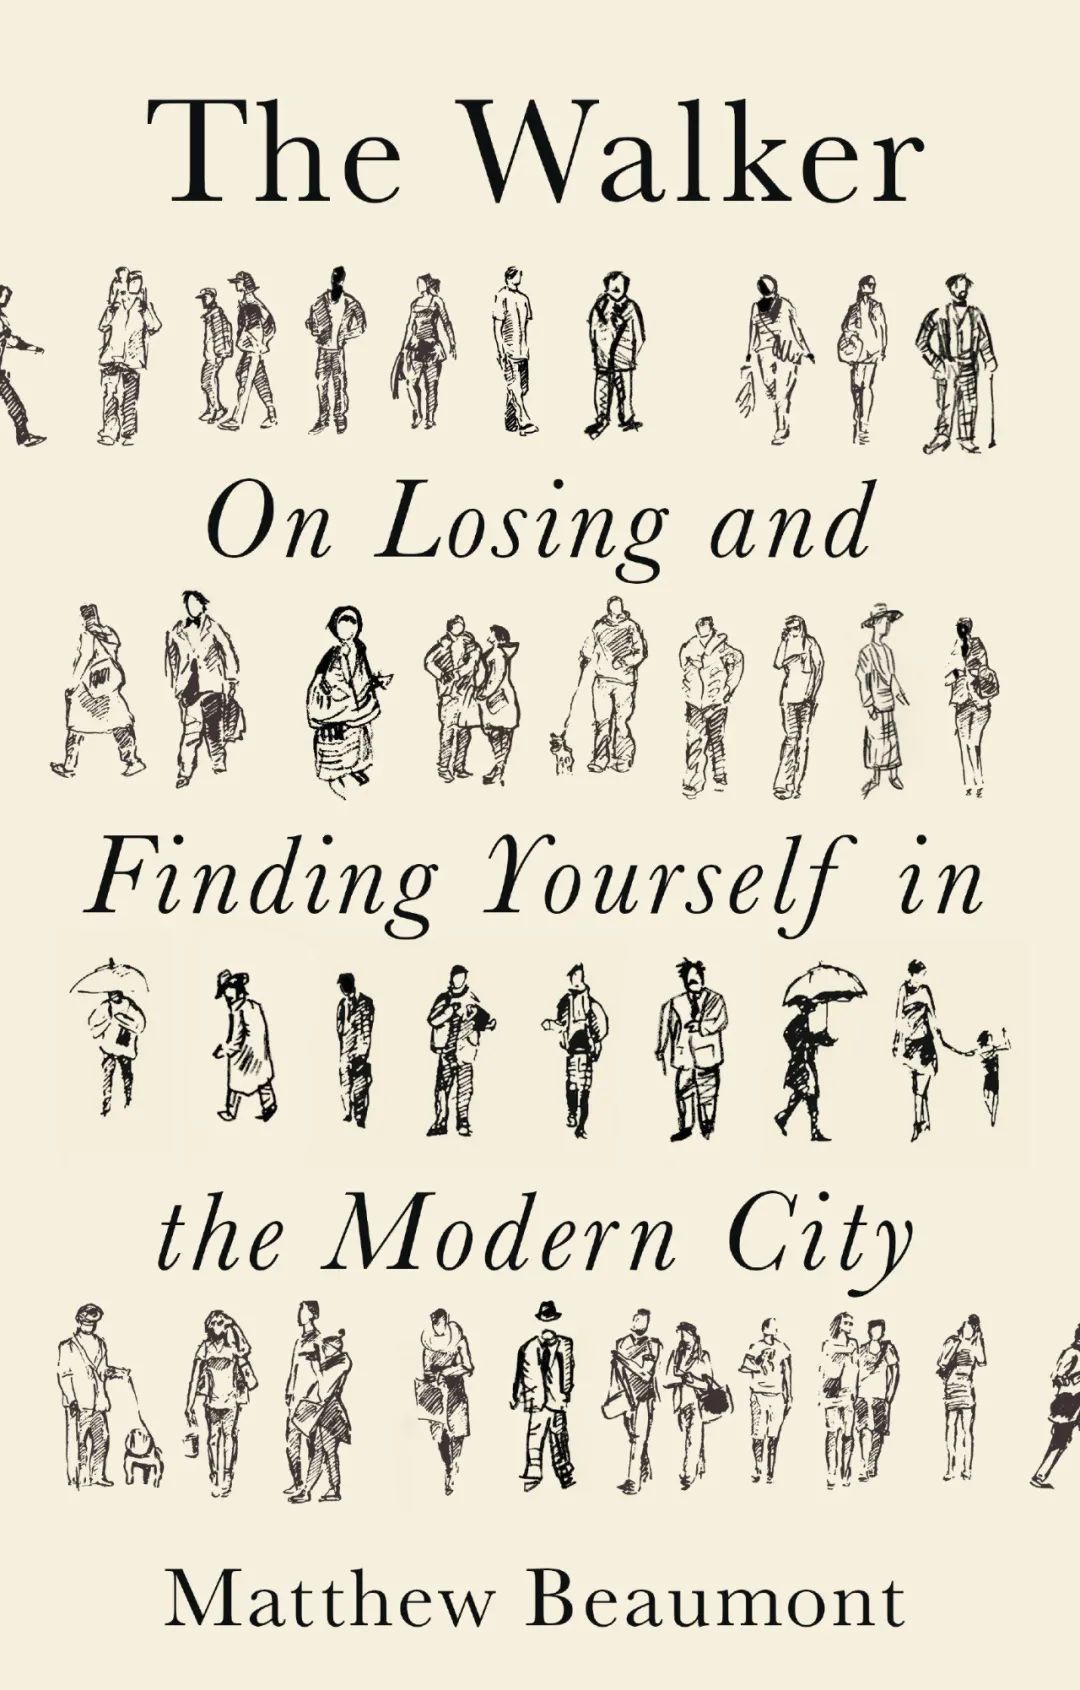 The Walker
On Losing and
Finding Yourself in
the Modern City
Matthew Beaumont